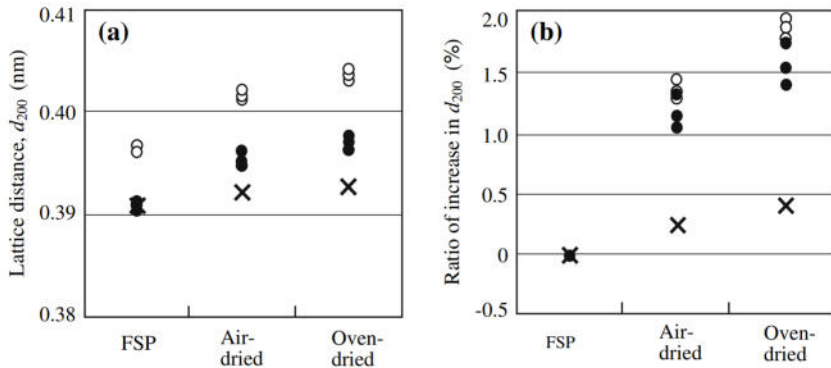 (a)
0.41
0.40
0.39
0.38
Lattice distance, d200 (nm)
FSP
Air-
dried
Oven-
dried
(b)
2.0
1.5
1.0
0.5
0
-0.5
Ratio of increase in d200 (%)
FSP
Air-
dried
Oven-
dried